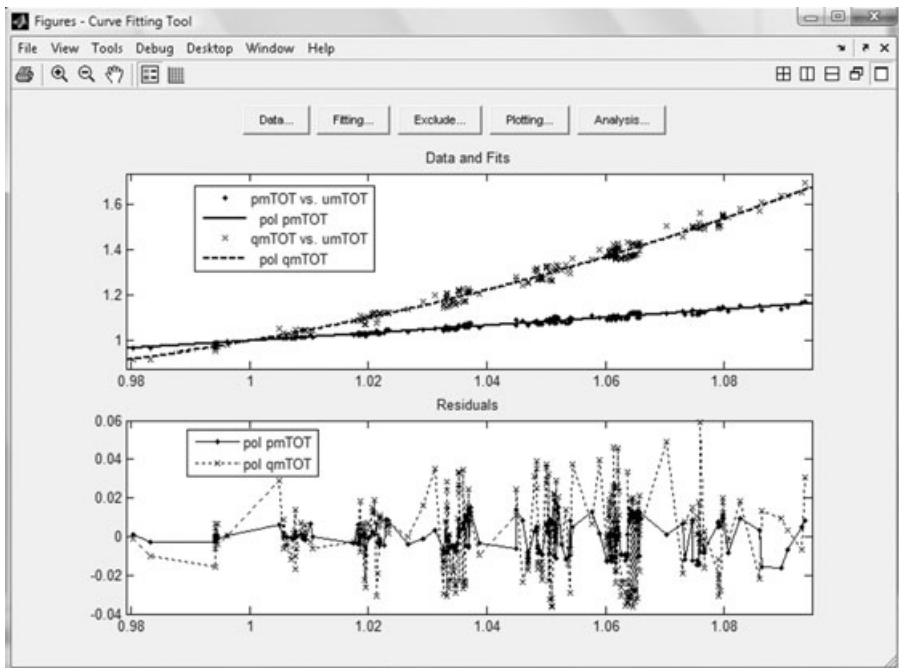 Figures - Curve Fitting Tool
File View Tools Debug Desktop Window Help
Data... Fitting... Exclude... Plotting... Analysis...
Data and Fits
pmTOT vs. umTOT
pol pmTOT
qmTOT vs. umTOT
pol qmTOT
1.6
1.4
1.2
1
0.98 1 1.02 1.04 1.06 1.08
Residuals
pol pmTOT
pol qmTOT
0.06
0.04
0.02
0
-0.02
-0.04
0.98 1 1.02 1.04 1.06 1.08